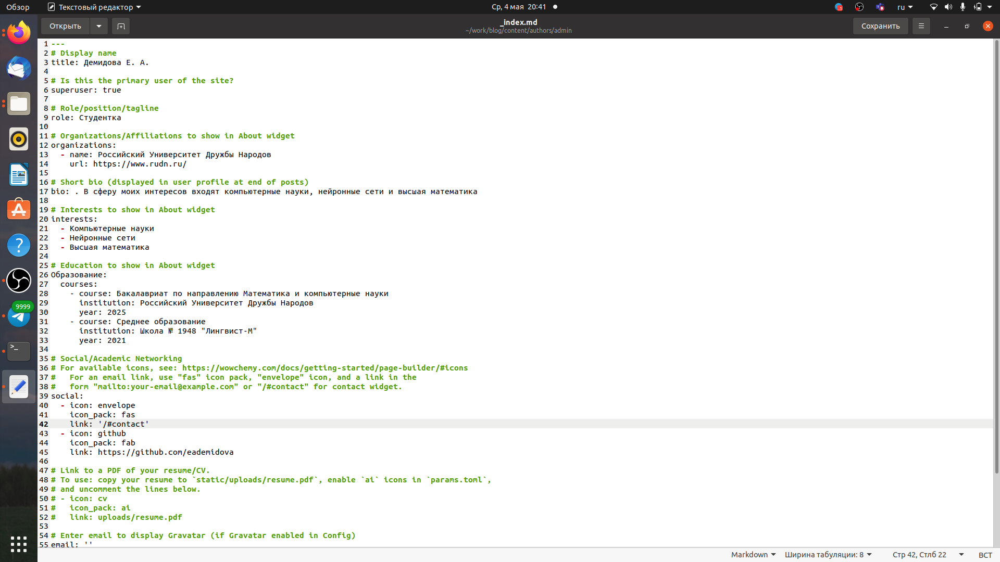 Обзор
Текстовый редактор
Ср, 4 мая 20:41
ru
Открыть
_index.md
~/work/blog/content/authors/admin
Сохранить
1 ---
2 # Display name
3 title: Демидова Е. А.
4
5 # Is this the primary user of the site?
6 superuser: true
7
8 # Role/position/tagline
9 role: Студентка
10
11 # Organizations/Affiliations to show in About widget
12 organizations:
13   - name: Российский Университет Дружбы Народов
14     url: https://www.rudn.ru/
15
16 # Short bio (displayed in user profile at end of posts)
17 bio: . В сферу моих интересов входят компьютерные науки, нейронные сети и высшая математика
18
19 # Interests to show in About widget
20 interests:
21   - Компьютерные науки
22   - Нейронные сети
23   - Высшая математика
24
25 # Education to show in About widget
26 Образование:
27   courses:
28     - course: Бакалавриат по направлению Математика и компьютерные науки
29       institution: Российский Университет Дружбы Народов
30       year: 2025
31     - course: Среднее образование
32       institution: Школа № 1948 "Лингвист-М"
33       year: 2021
34
35 # Social/Academic Networking
36 # For available icons, see: https://wowchemy.com/docs/getting-started/page-builder/#icons
37 #   For an email link, use "fas" icon pack, "envelope" icon, and a link in the
38 #   form "mailto:your-email@example.com" or "/#contact" for contact widget.
39 social:
40   - icon: envelope
41     icon_pack: fas
42     link: '/#contact'
43   - icon: github
44     icon_pack: fab
45     link: https://github.com/eademidova
46
47 # Link to a PDF of your resume/CV.
48 # To use: copy your resume to `static/uploads/resume.pdf`, enable `ai` icons in `params.toml`,
49 # and uncomment the lines below.
50 # - icon: cv
51 #   icon_pack: ai
52 #   link: uploads/resume.pdf
53
54 # Enter email to display Gravatar (if Gravatar enabled in Config)
55 email: ''
9999
Markdown
Ширина табуляции: 8
Стр 42, Стлб 22
ВСТ